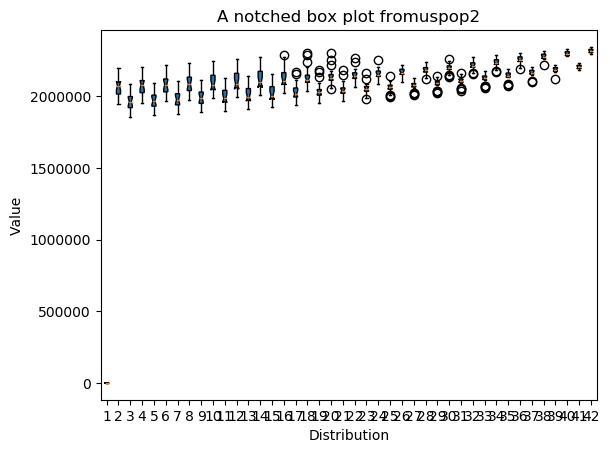 A notched box plot fromuspop2
Value
2000000
1500000
1000000
500000
0
1 2 3 4 5 6 7 8 9 10 11 12 13 14 15 16 17 18 19 20 21 22 23 24 25 26 27 28 29 30 31 32 33 34 35 36 37 38 39 40 41 42
Distribution